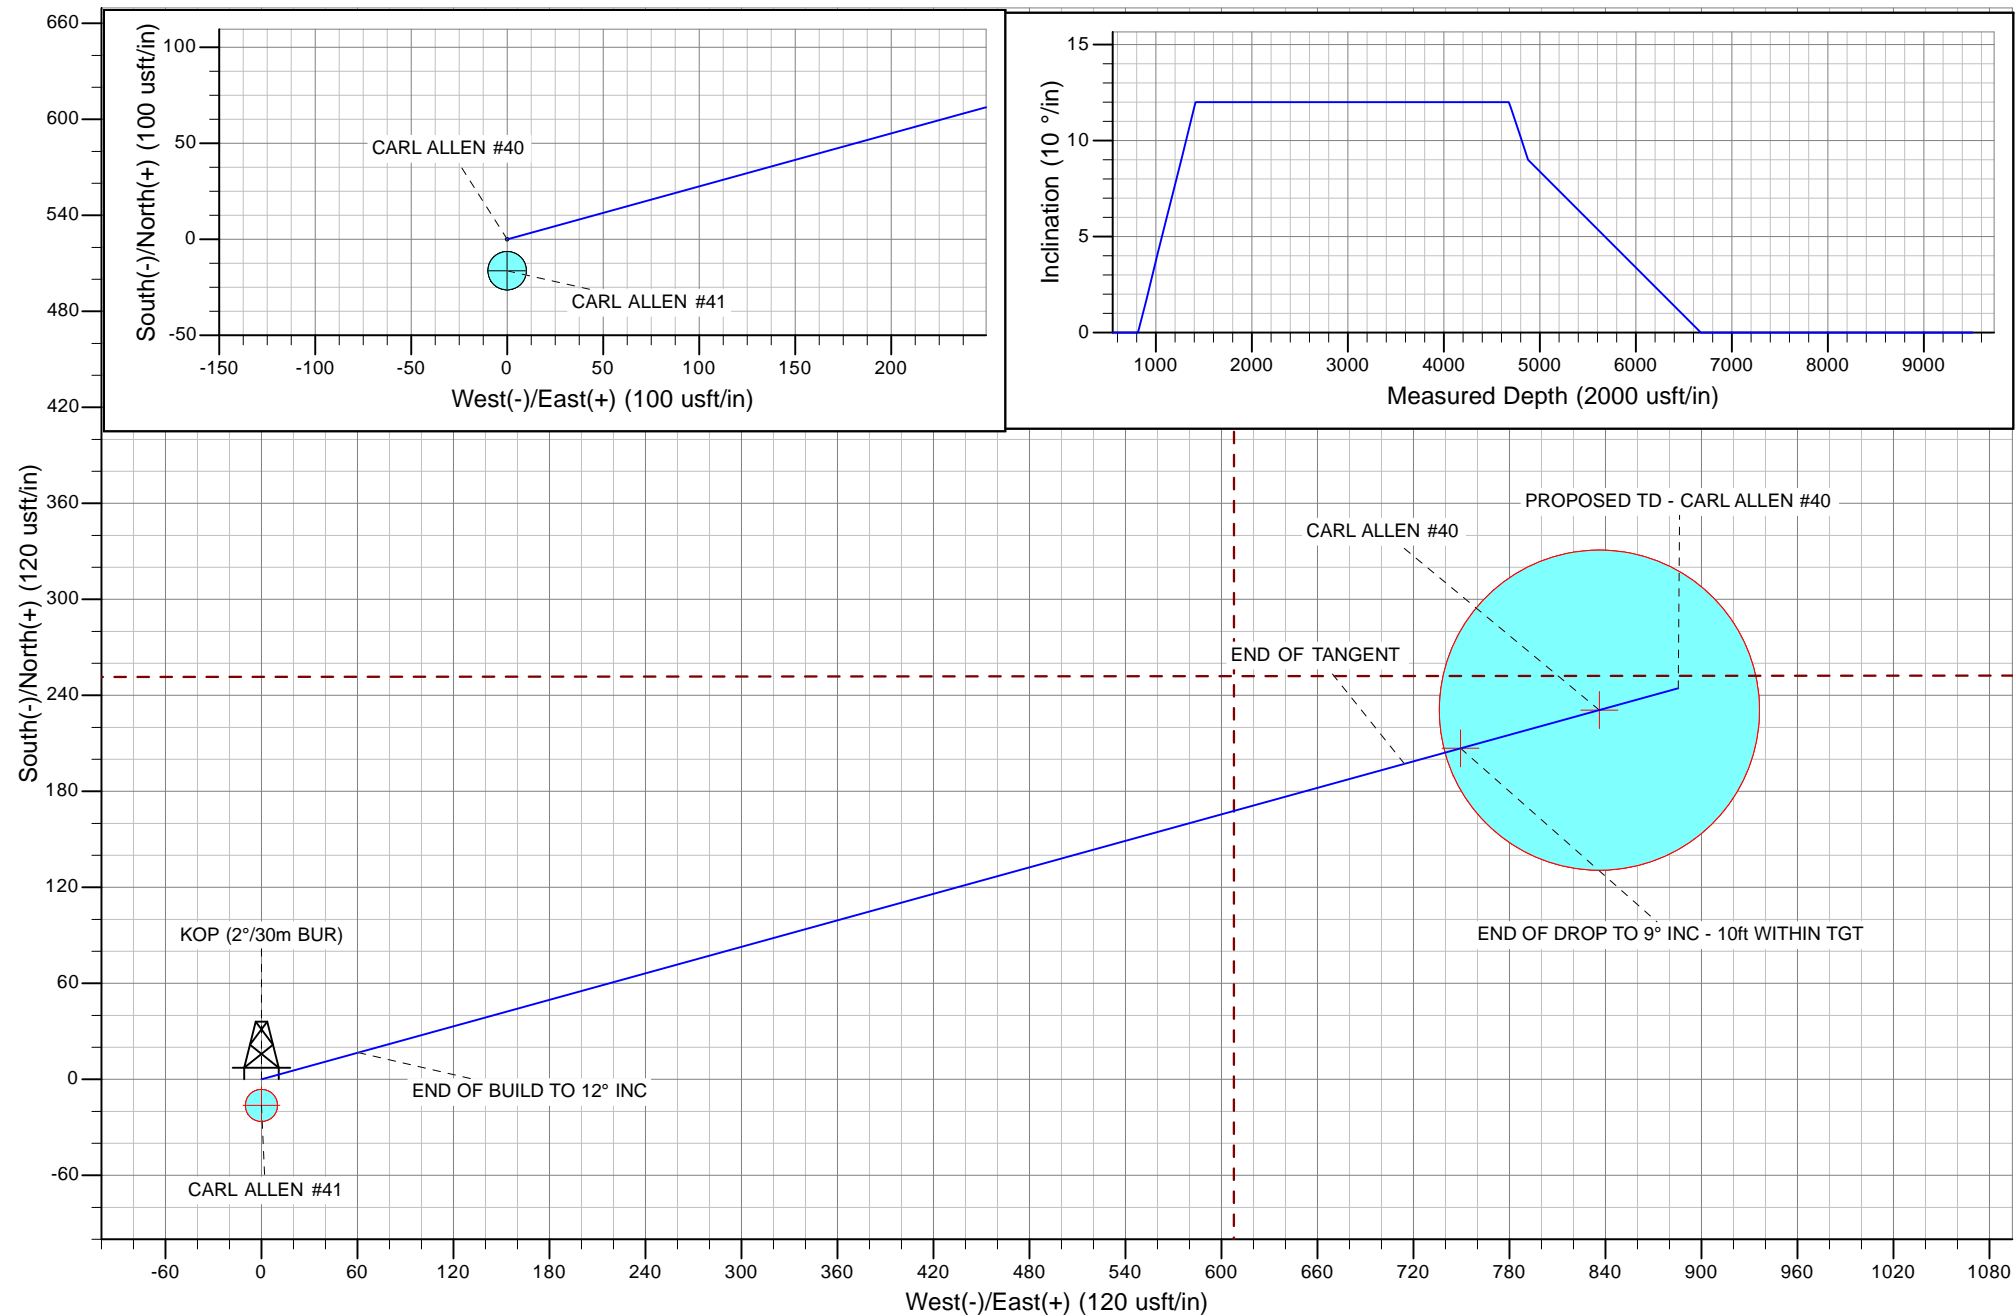 660
600
540
480
420
360
300
240
180
120
60
0
-60
South(-)/North(+) (120 usft/in)
-60 0 60 120 180 240 300 360 420 480 540 600 660 720 780 840 900 960 1020 1080
West(-)/East(+) (120 usft/in)
100
50
0
-50
South(-)/North(+) (100 usft/in)
CARL ALLEN #40
CARL ALLEN #41
-150 -100 -50 0 50 100 150 200
West(-)/East(+) (100 usft/in)
15
10
5
0
Inclination (10 °/in)
1000 2000 3000 4000 5000 6000 7000 8000 9000
Measured Depth (2000 usft/in)
PROPOSED TD - CARL ALLEN #40
CARL ALLEN #40
END OF TANGENT
END OF DROP TO 9° INC - 10ft WITHIN TGT
KOP (2°/30m BUR)
END OF BUILD TO 12° INC
CARL ALLEN #41